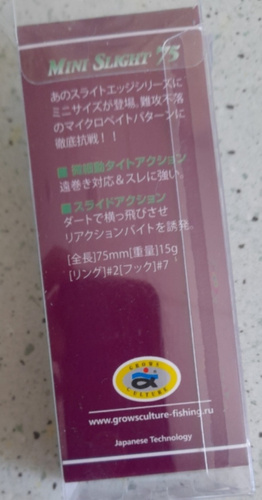 MINI SLIGHT 75
あのスライトエッジシリーズに
ミニサイズが登場。難攻不落
のマイクロベイトパターンに
徹底抗戦！！
■ 微振動タイトアクション
遠巻き対応＆スレに強い。
■ スライドアクション
ダートで横っ飛びさせ
リアクションバイトを誘発。
[全長]75mm[重量]15g
[リング]#2[フック]#7
GROWS
CULTURE
www.growsculture-fishing.ru
Japanese Technology